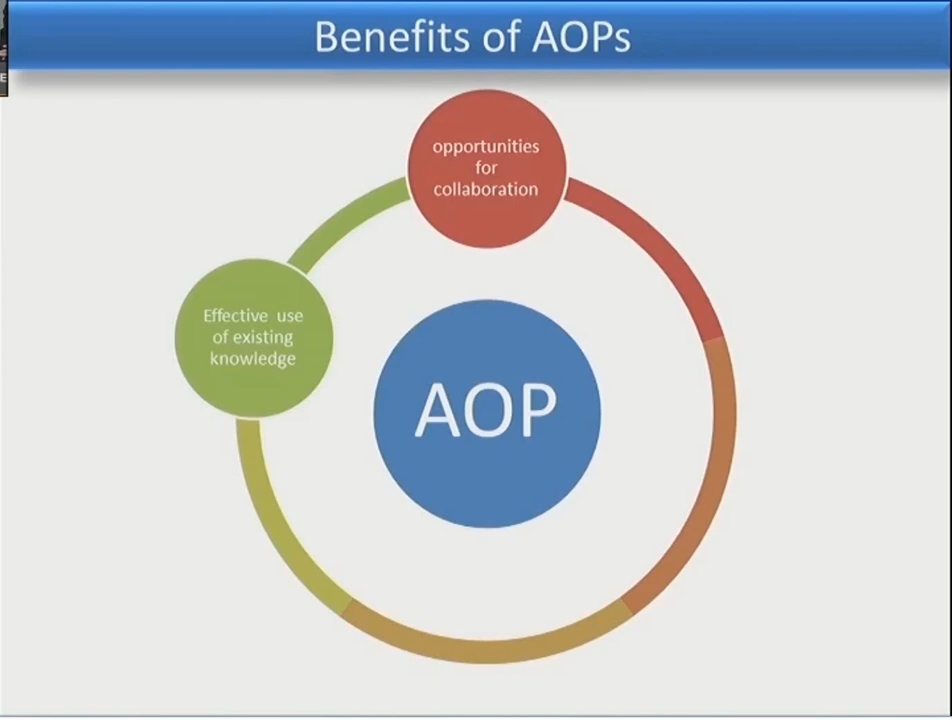 Benefits of AOPs
opportunities
for
collaboration
Effective use
of existing
knowledge
AOP
E